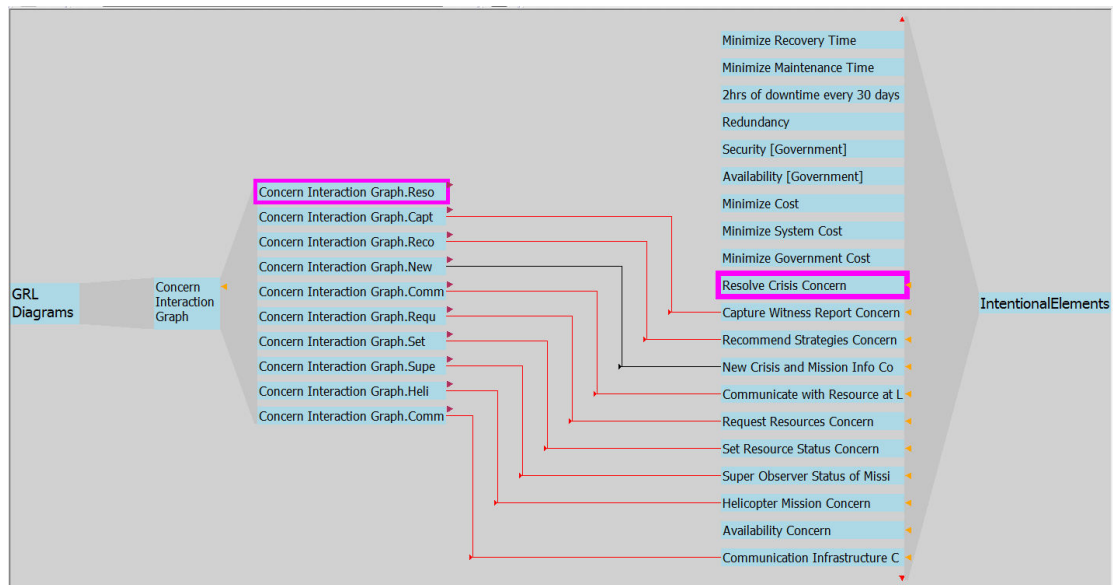 GRL
Diagrams
Concern
Interaction
Graph
Concern Interaction Graph.Reso
Concern Interaction Graph.Capt
Concern Interaction Graph.Reco
Concern Interaction Graph.New
Concern Interaction Graph.Comm
Concern Interaction Graph.Requ
Concern Interaction Graph.Set
Concern Interaction Graph.Supe
Concern Interaction Graph.Heli
Concern Interaction Graph.Comm
Minimize Recovery Time
Minimize Maintenance Time
2hrs of downtime every 30 days
Redundancy
Security [Government]
Availability [Government]
Minimize Cost
Minimize System Cost
Minimize Government Cost
Resolve Crisis Concern
Capture Witness Report Concern
Recommend Strategies Concern
New Crisis and Mission Info Co
Communicate with Resource at L
Request Resources Concern
Set Resource Status Concern
Super Observer Status of Missi
Helicopter Mission Concern
Availability Concern
Communication Infrastructure C
IntentionalElements